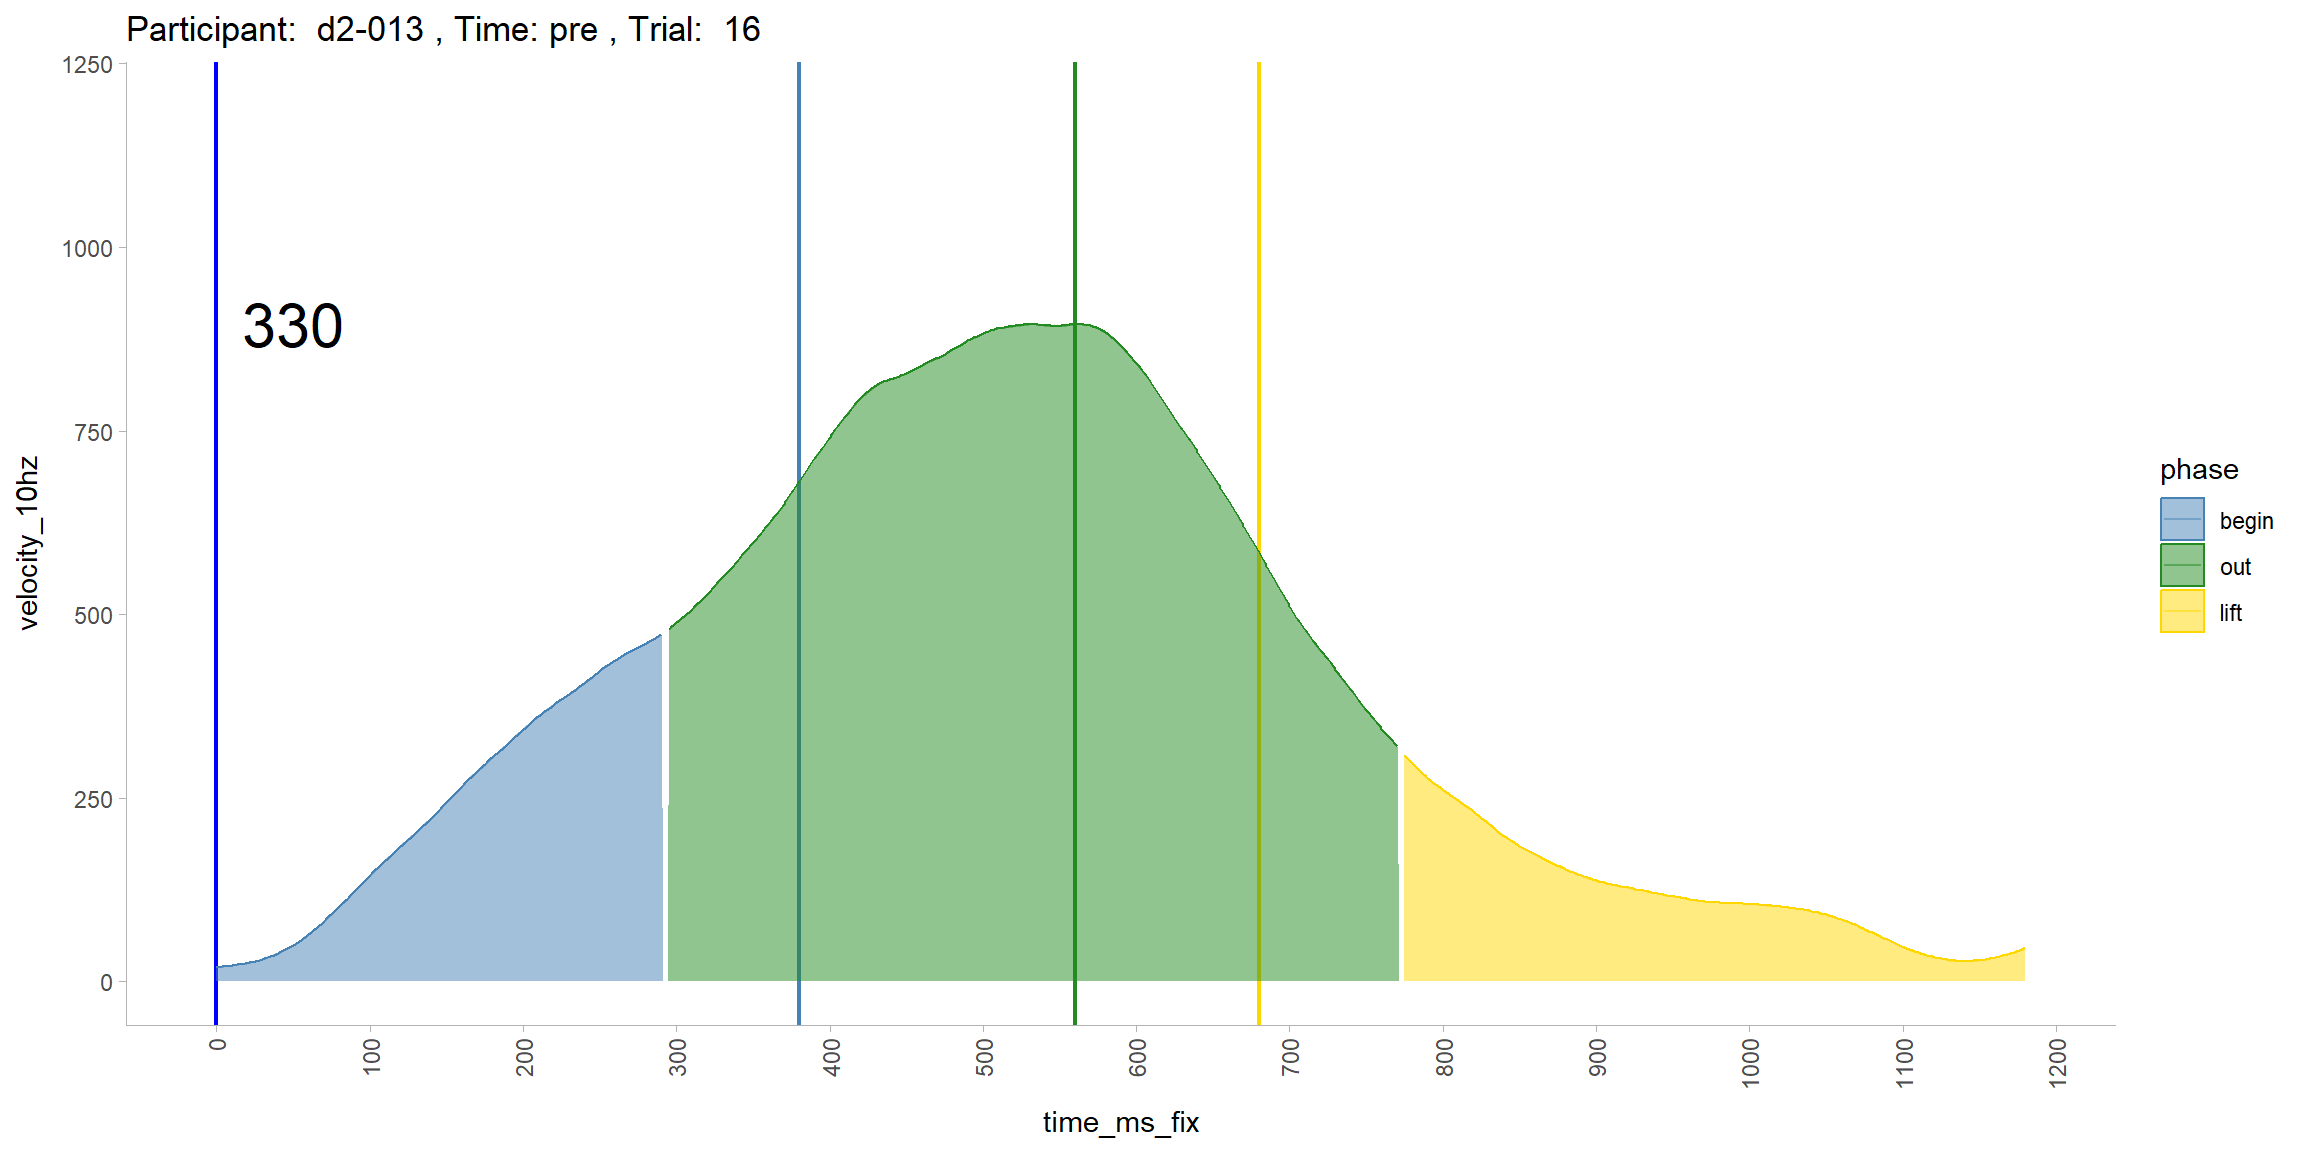 Participant:  d2-013 , Time: pre , Trial:  16
1250
1000
750
500
250
0
velocity_10hz
330
0
100
200
300
400
500
600
700
800
900
1000
1100
1200
time_ms_fix
phase
begin
out
lift